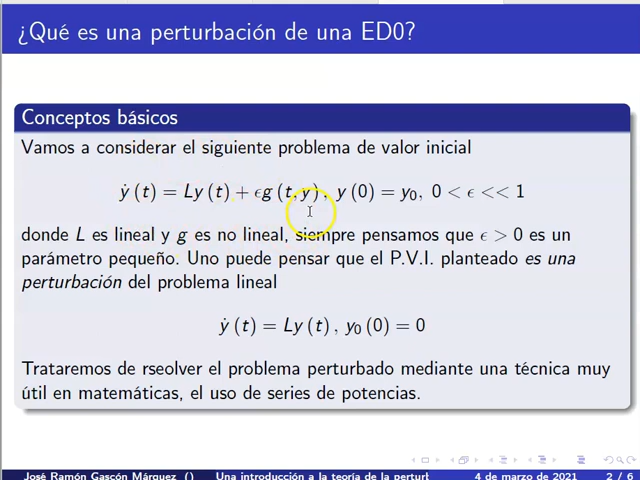 ¿Qué es una perturbación de una ED0?
Conceptos básicos
Vamos a considerar el siguiente problema de valor inicial
ẏ (t) = Ly (t) + ϵg (t, y) , y (0) = y₀, 0 < ϵ << 1
donde L es lineal y g es no lineal, siempre pensamos que ϵ > 0 es un
parámetro pequeño. Uno puede pensar que el P.V.I. planteado es una
perturbación del problema lineal
ẏ (t) = Ly (t) , y₀ (0) = 0
Trataremos de rseolver el problema perturbado mediante una técnica muy
útil en matemáticas, el uso de series de potencias.
José Ramón Gascón Márquez () Una introducción a la teoría de la perturb 4 de marzo de 2021 2 / 6